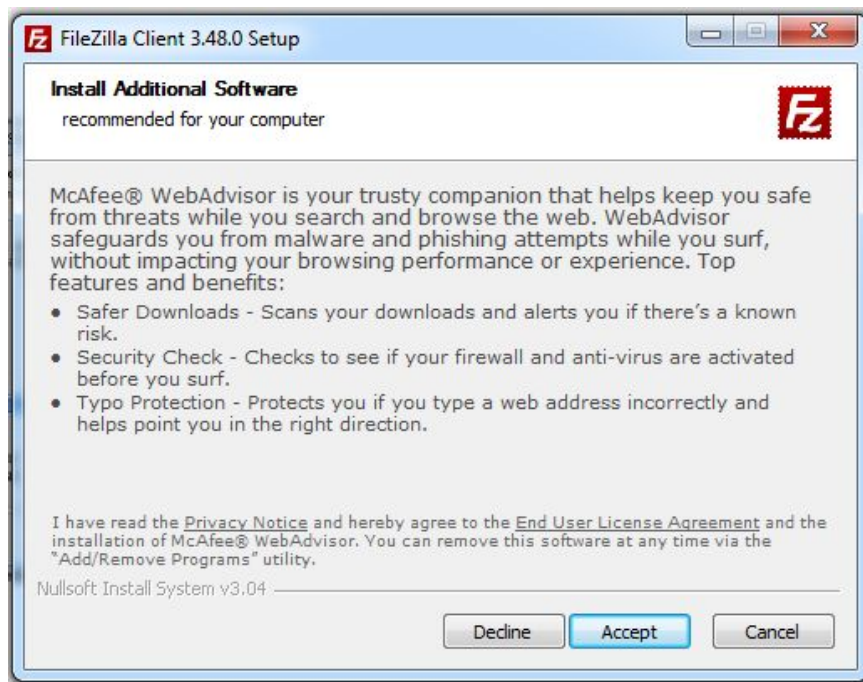 FileZilla Client 3.48.0 Setup
Install Additional Software
recommended for your computer
McAfee® WebAdvisor is your trusty companion that helps keep you safe
from threats while you search and browse the web. WebAdvisor
safeguards you from malware and phishing attempts while you surf,
without impacting your browsing performance or experience. Top
features and benefits:
• Safer Downloads - Scans your downloads and alerts you if there's a known
risk.
• Security Check - Checks to see if your firewall and anti-virus are activated
before you surf.
• Typo Protection - Protects you if you type a web address incorrectly and
helps point you in the right direction.
I have read the Privacy Notice and hereby agree to the End User License Agreement and the
installation of McAfee® WebAdvisor. You can remove this software at any time via the
"Add/Remove Programs" utility.
Nullsoft Install System v3.04
Decline Accept Cancel